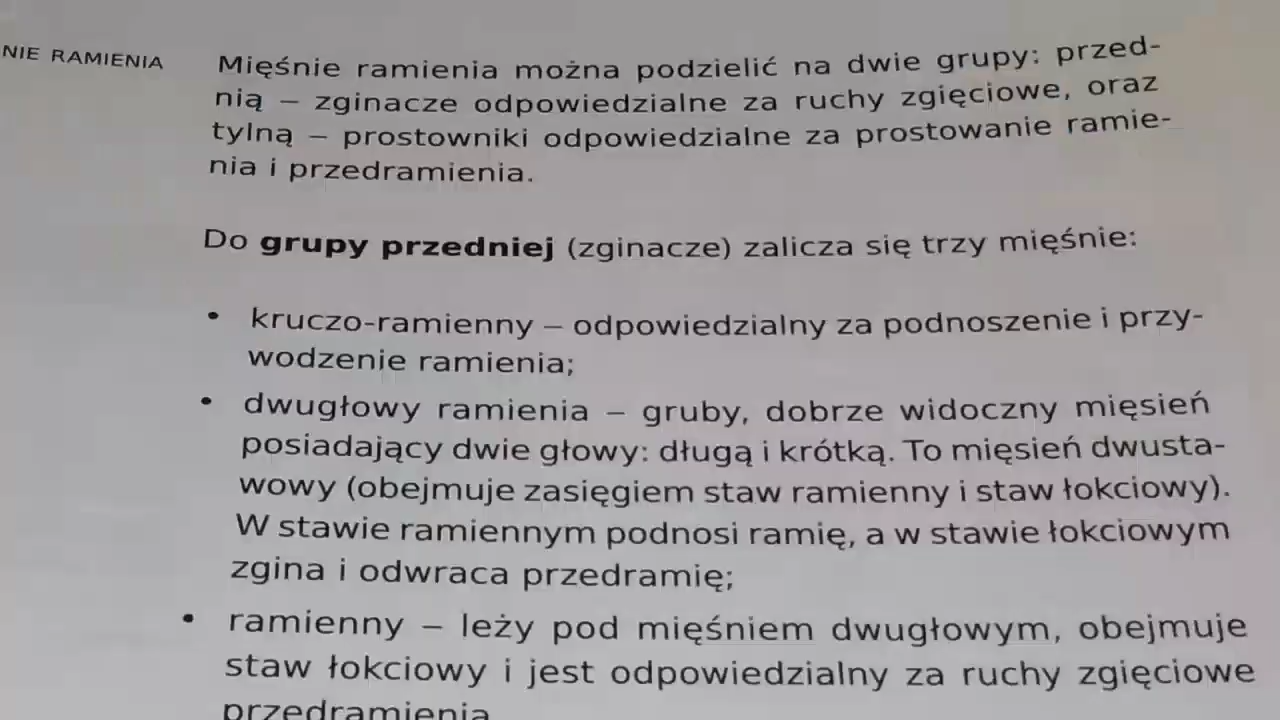 NIE RAMIENIA
Mięśnie ramienia można podzielić na dwie grupy: przed-
nią – zginacze odpowiedzialne za ruchy zgięciowe, oraz
tylną – prostowniki odpowiedzialne za prostowanie ramie-
nia i przedramienia.
Do grupy przedniej (zginacze) zalicza się trzy mięśnie:
• kruczo-ramienny – odpowiedzialny za podnoszenie i przy-
wodzenie ramienia;
• dwugłowy ramienia – gruby, dobrze widoczny mięsień
posiadający dwie głowy: długą i krótką. To mięsień dwusta-
wowy (obejmuje zasięgiem staw ramienny i staw łokciowy).
W stawie ramiennym podnosi ramię, a w stawie łokciowym
zgina i odwraca przedramię;
• ramienny – leży pod mięśniem dwugłowym, obejmuje
staw łokciowy i jest odpowiedzialny za ruchy zgięciowe
przedramienia